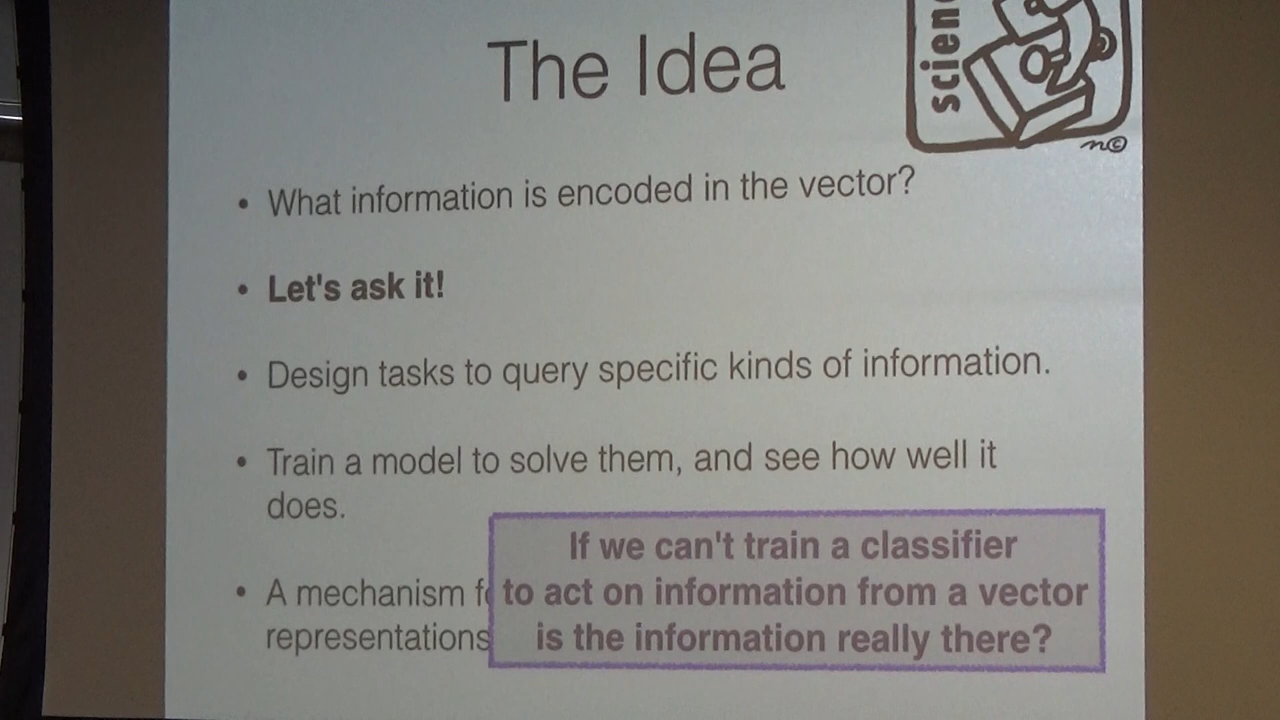 The Idea
• What information is encoded in the vector?
• Let's ask it!
• Design tasks to query specific kinds of information.
• Train a model to solve them, and see how well it
does.
• A mechanism
representations
If we can't train a classifier
to act on information from a vector
is the information really there?